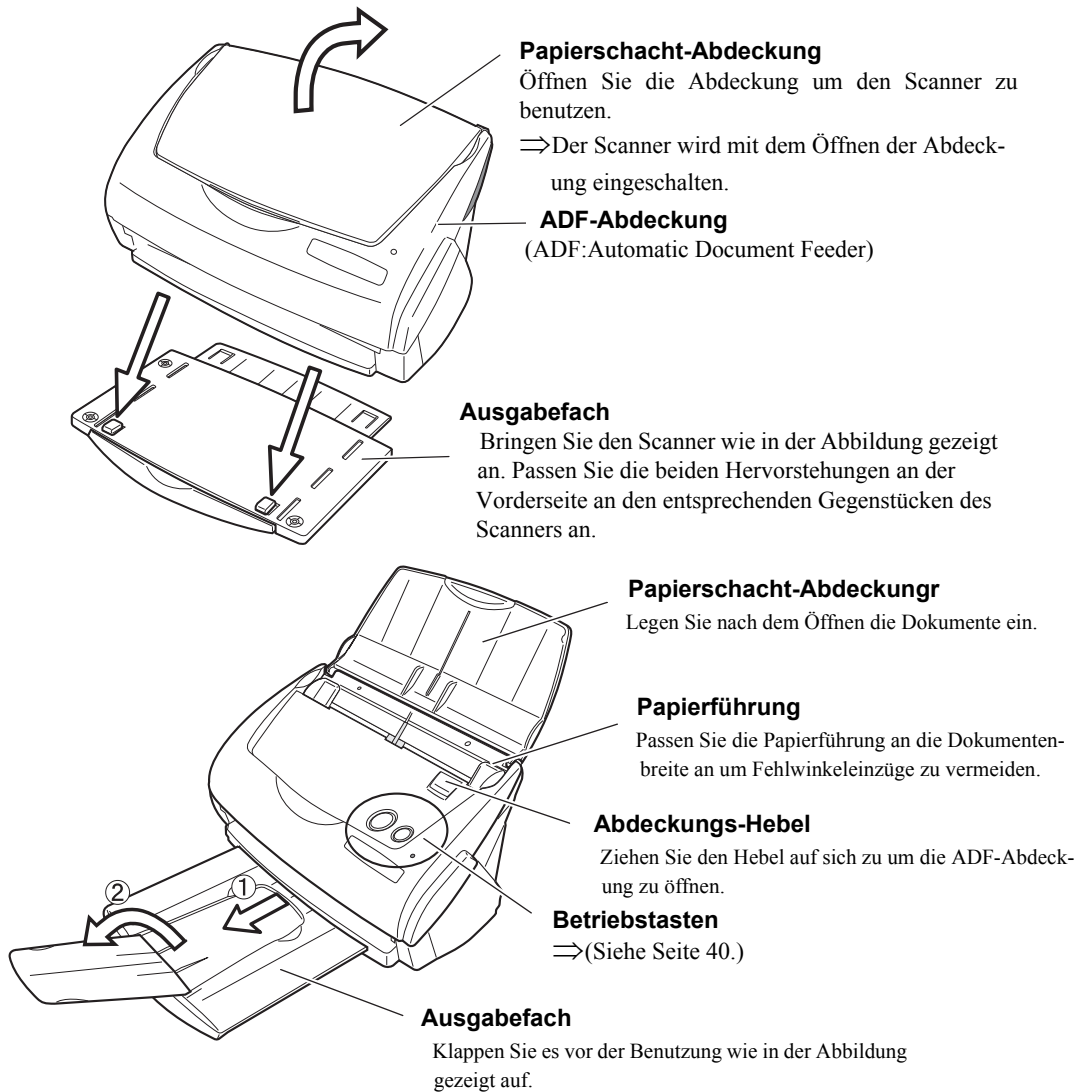 Papierschacht-Abdeckung
Öffnen Sie die Abdeckung um den Scanner zu
benutzen.
⇒Der Scanner wird mit dem Öffnen der Abdeck-
ung eingeschalten.
ADF-Abdeckung
(ADF:Automatic Document Feeder)
Ausgabefach
Bringen Sie den Scanner wie in der Abbildung gezeigt
an. Passen Sie die beiden Hervorstehungen an der
Vorderseite an den entsprechenden Gegenstücken des
Scanners an.
Papierschacht-Abdeckungr
Legen Sie nach dem Öffnen die Dokumente ein.
Papierführung
Passen Sie die Papierführung an die Dokumenten-
breite an um Fehlwinkeleinzüge zu vermeiden.
Abdeckungs-Hebel
Ziehen Sie den Hebel auf sich zu um die ADF-Abdeck-
ung zu öffnen.
Betriebstasten
⇒(Siehe Seite 40.)
② ①
Ausgabefach
Klappen Sie es vor der Benutzung wie in der Abbildung
gezeigt auf.